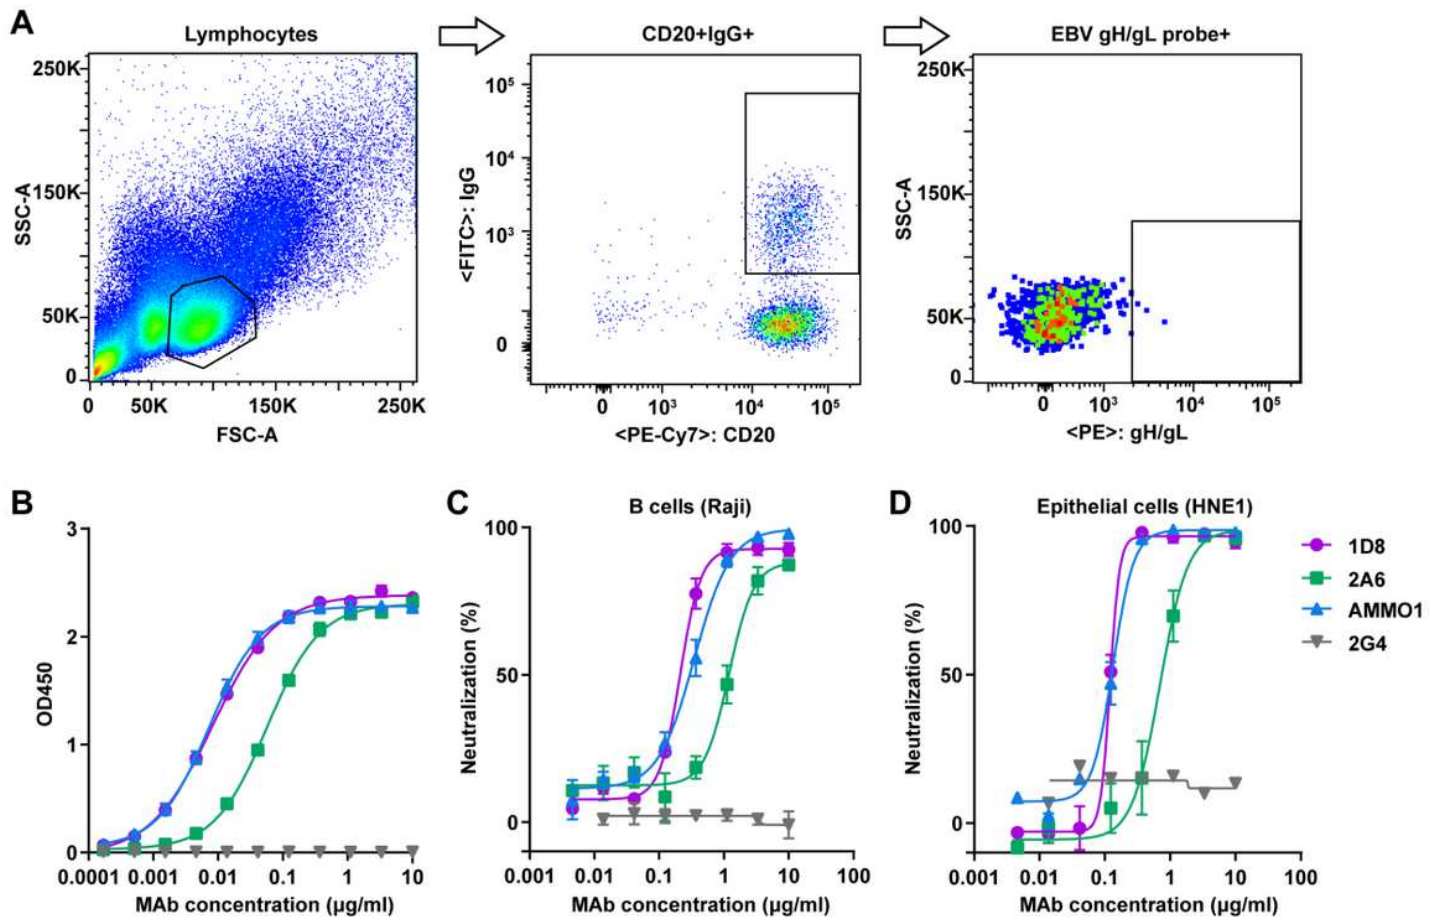 A
Lymphocytes
CD20+IgG+
EBV gH/gL probe+
250K
150K
50K
0
SSC-A
0
50K
150K
250K
FSC-A
10⁵
10⁴
10³
0
<FITC>: IgG
0
10³
10⁴
10⁵
<PE-Cy7>: CD20
250K
150K
50K
0
SSC-A
0
10³
10⁴
10⁵
<PE>: gH/gL
B
3
2
1
0
OD450
0.0001
0.001
0.01
0.1
1
10
MAb concentration (µg/ml)
C
B cells (Raji)
100
50
0
Neutralization (%)
0.001
0.01
0.1
1
10
100
MAb concentration (µg/ml)
D
Epithelial cells (HNE1)
100
50
0
Neutralization (%)
0.001
0.01
0.1
1
10
100
MAb concentration (µg/ml)
1D8
2A6
AMMO1
2G4